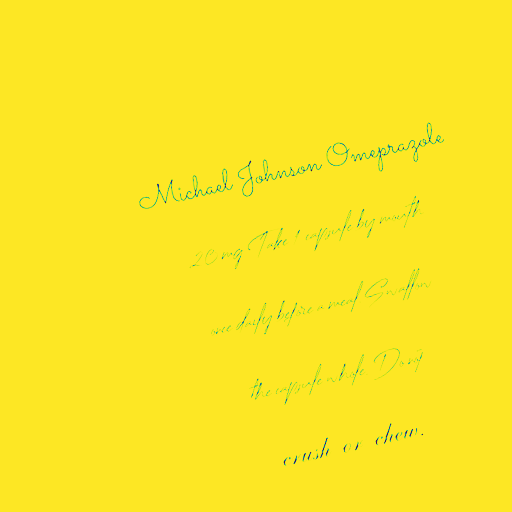 Michael Johnson Omeprazole
20 mg Take 1 capsule by mouth
once daily before a meal Swallow
the capsule whole Do not
crush or chew.